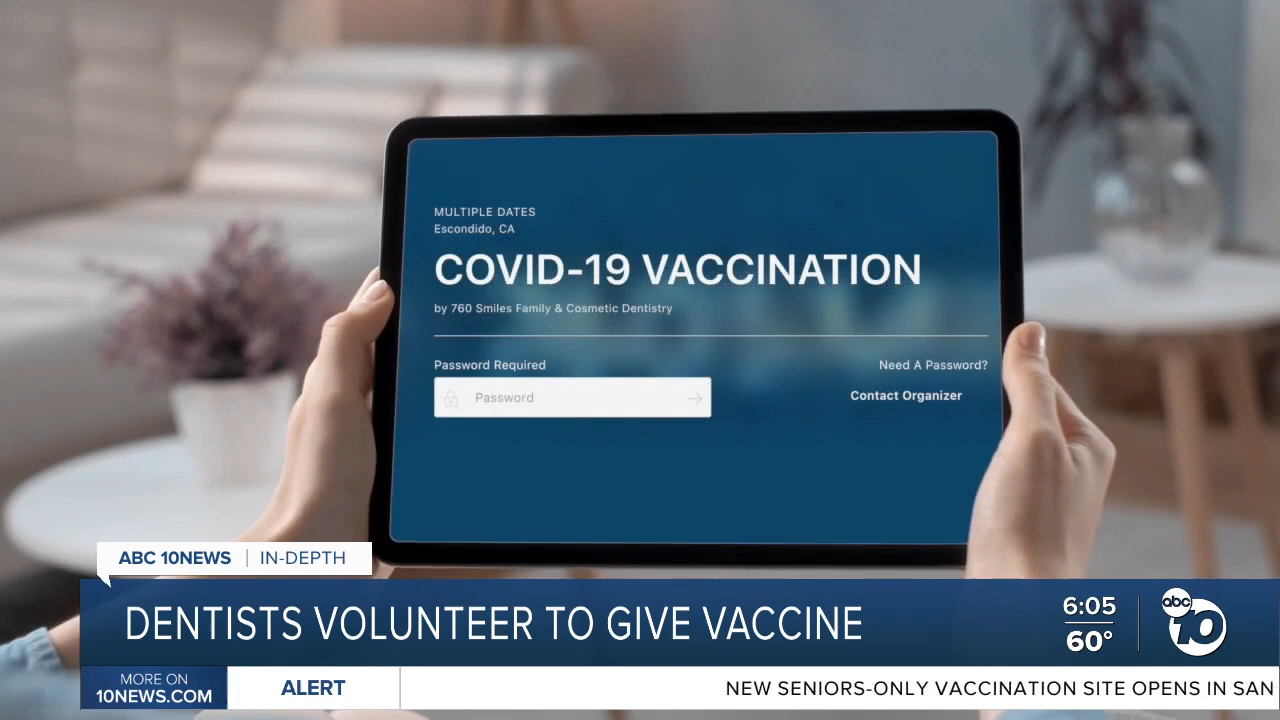 MULTIPLE DATES
Escondido, CA
COVID-19 VACCINATION
by 760 Smiles Family & Cosmetic Dentistry
Password Required
Need A Password?
Password
Contact Organizer
ABC 10NEWS | IN-DEPTH
DENTISTS VOLUNTEER TO GIVE VACCINE
6:05
60°
abc 10
MORE ON
10NEWS.COM
ALERT
NEW SENIORS-ONLY VACCINATION SITE OPENS IN SAN